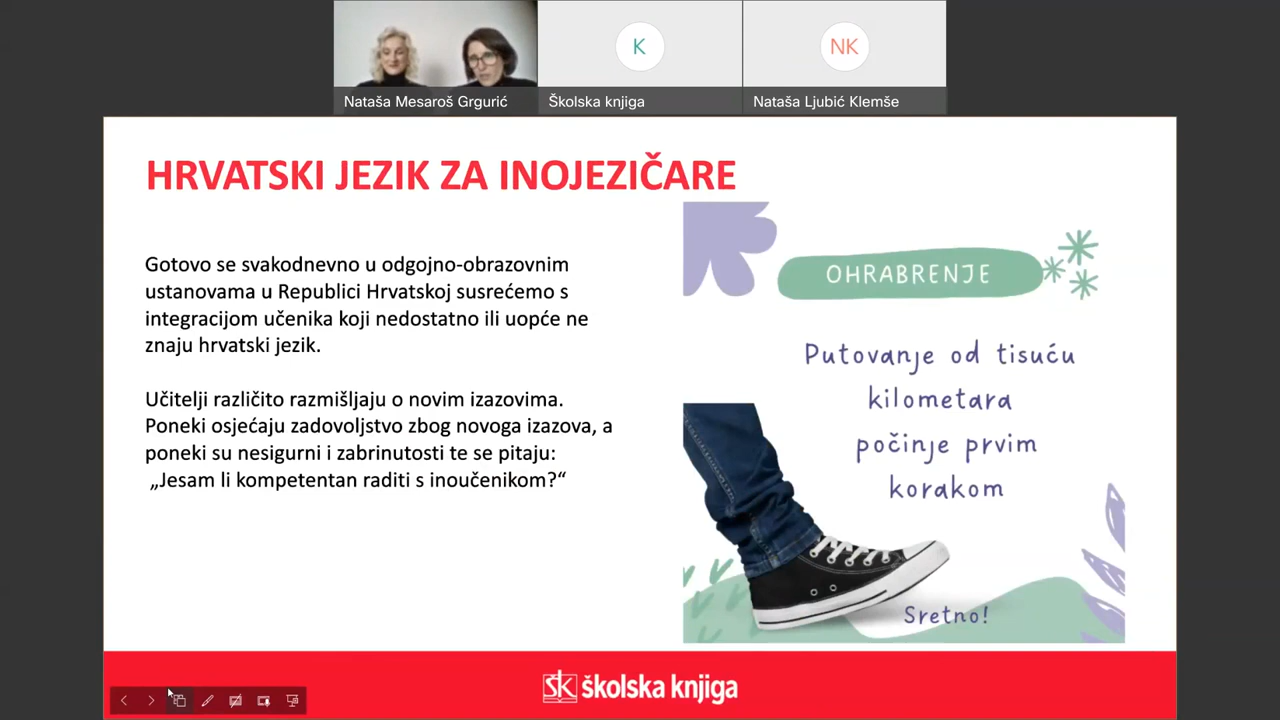 Nataša Mesaroš Grgurić
K
Školska knjiga
NK
Nataša Ljubić Klemše
HRVATSKI JEZIK ZA INOJEZIČARE
Gotovo se svakodnevno u odgojno-obrazovnim
ustanovama u Republici Hrvatskoj susrećemo s
integracijom učenika koji nedostatno ili uopće ne
znaju hrvatski jezik.
Učitelji različito razmišljaju o novim izazovima.
Poneki osjećaju zadovoljstvo zbog novoga izazova, a
poneki su nesigurni i zabrinutosti te se pitaju:
„Jesam li kompetentan raditi s inoučenikom?“
OHRABRENJE
Putovanje od tisuću
kilometara
počinje prvim
korakom
Sretno!
ŠK školska knjiga